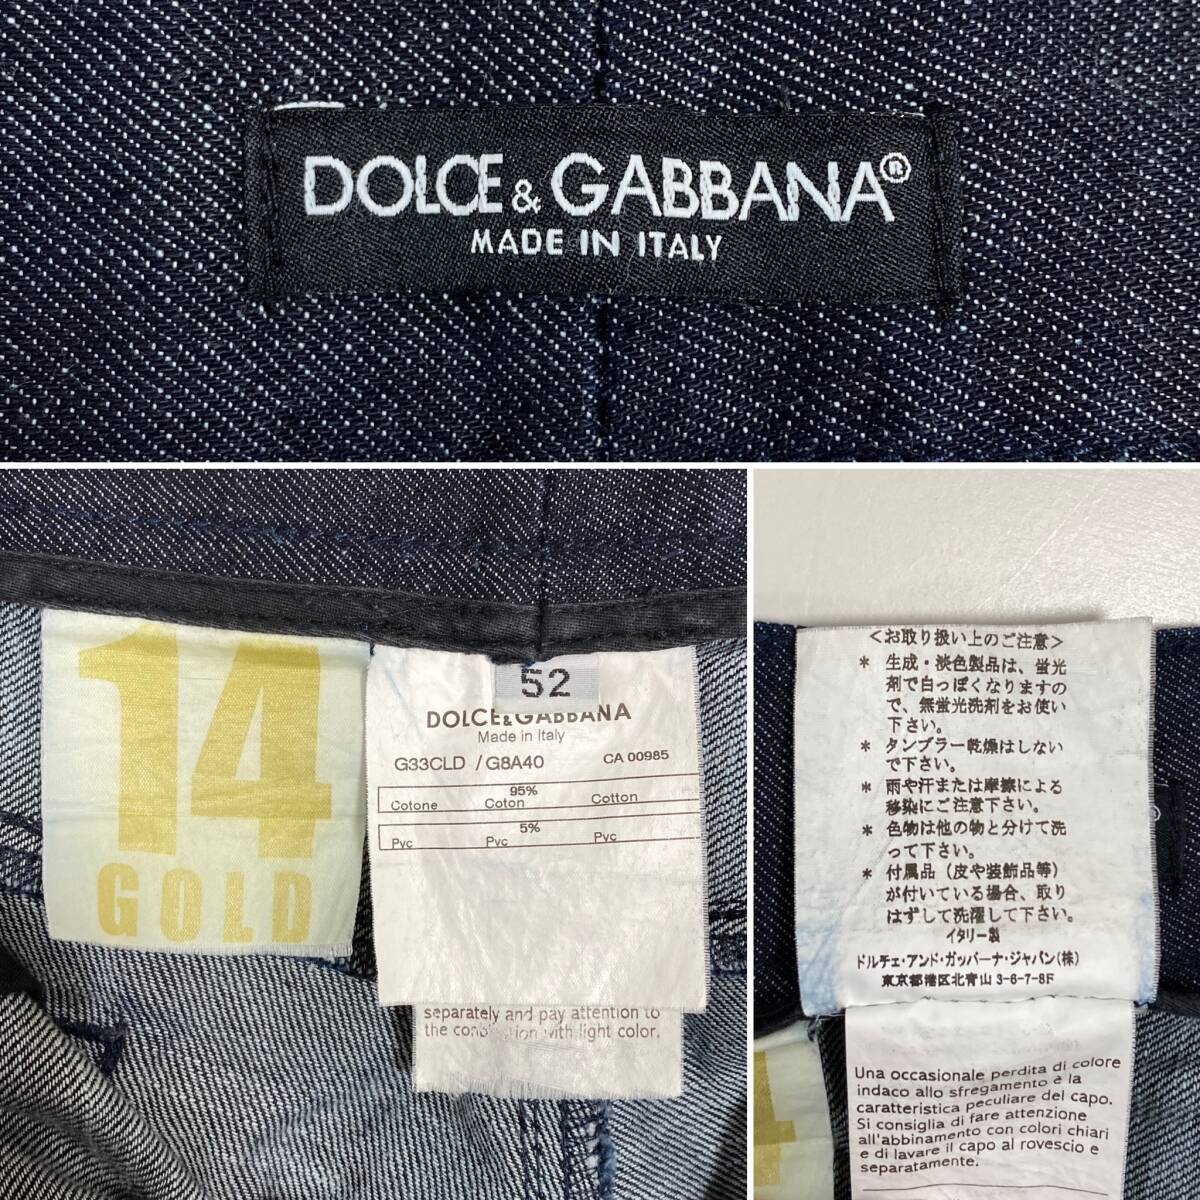 DOLCE & GABBANA®
MADE IN ITALY
14
GOLD
52
DOLCE&GABBANA
Made in Italy
G33CLD / G8A40 CA 00985
95%
Cotone Coton Cotton
5%
Pvc Pvc Pvc
separately and pay attention to
the combination with light color.
<お取り扱い上のご注意>
* 生成・淡色製品は、蛍光
剤で白っぽくなりますの
で、無蛍光洗剤をお使い
下さい。
* タンブラー乾燥はしない
で下さい。
* 雨や汗または摩擦による
移染にご注意下さい。
* 色物は他の物と分けて洗
って下さい。
* 付属品（皮や装飾品等）
が付いている場合、取り
はずして洗濯して下さい。
イタリー製
ドルチェ・アンド・ガッバーナ・ジャパン(株)
東京都港区北青山 3-6-7-8F
Una occasionale perdita di colore
indaco allo sfregamento è la
caratteristica peculiare del capo.
Si consiglia di fare attenzione
all'abbinamento con colori chiari
e di lavare il capo al rovescio e
separatamente.
4